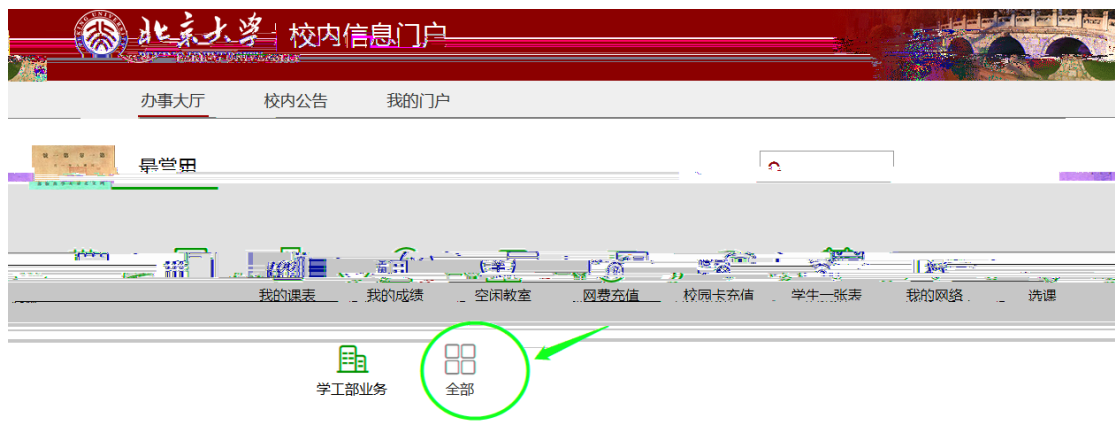 北京大学 校内信息门户
办事大厅 校内公告 我的门户
最常用
我的课表 我的成绩 空闲教室 网费充值 校园卡充值 学生一张表 我的网络 选课
学工部业务 全部